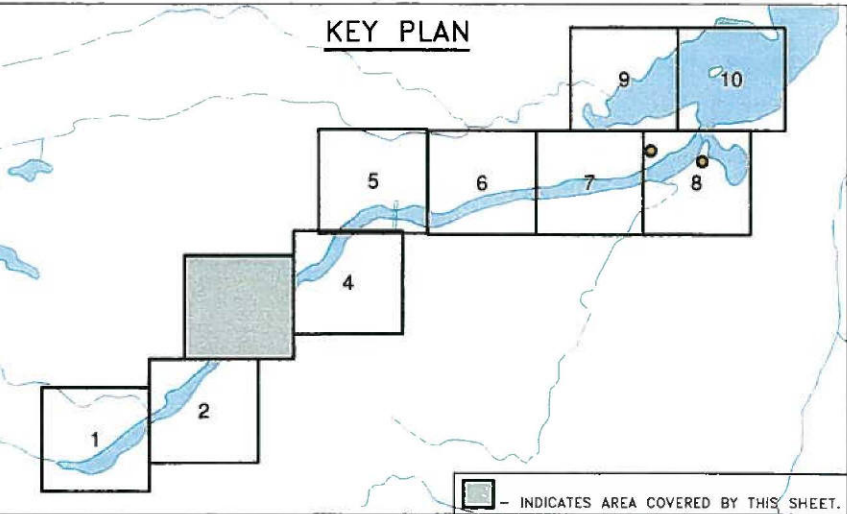 KEY PLAN
9 10
5 6 7 8
4
2
1
– INDICATES AREA COVERED BY THIS SHEET.